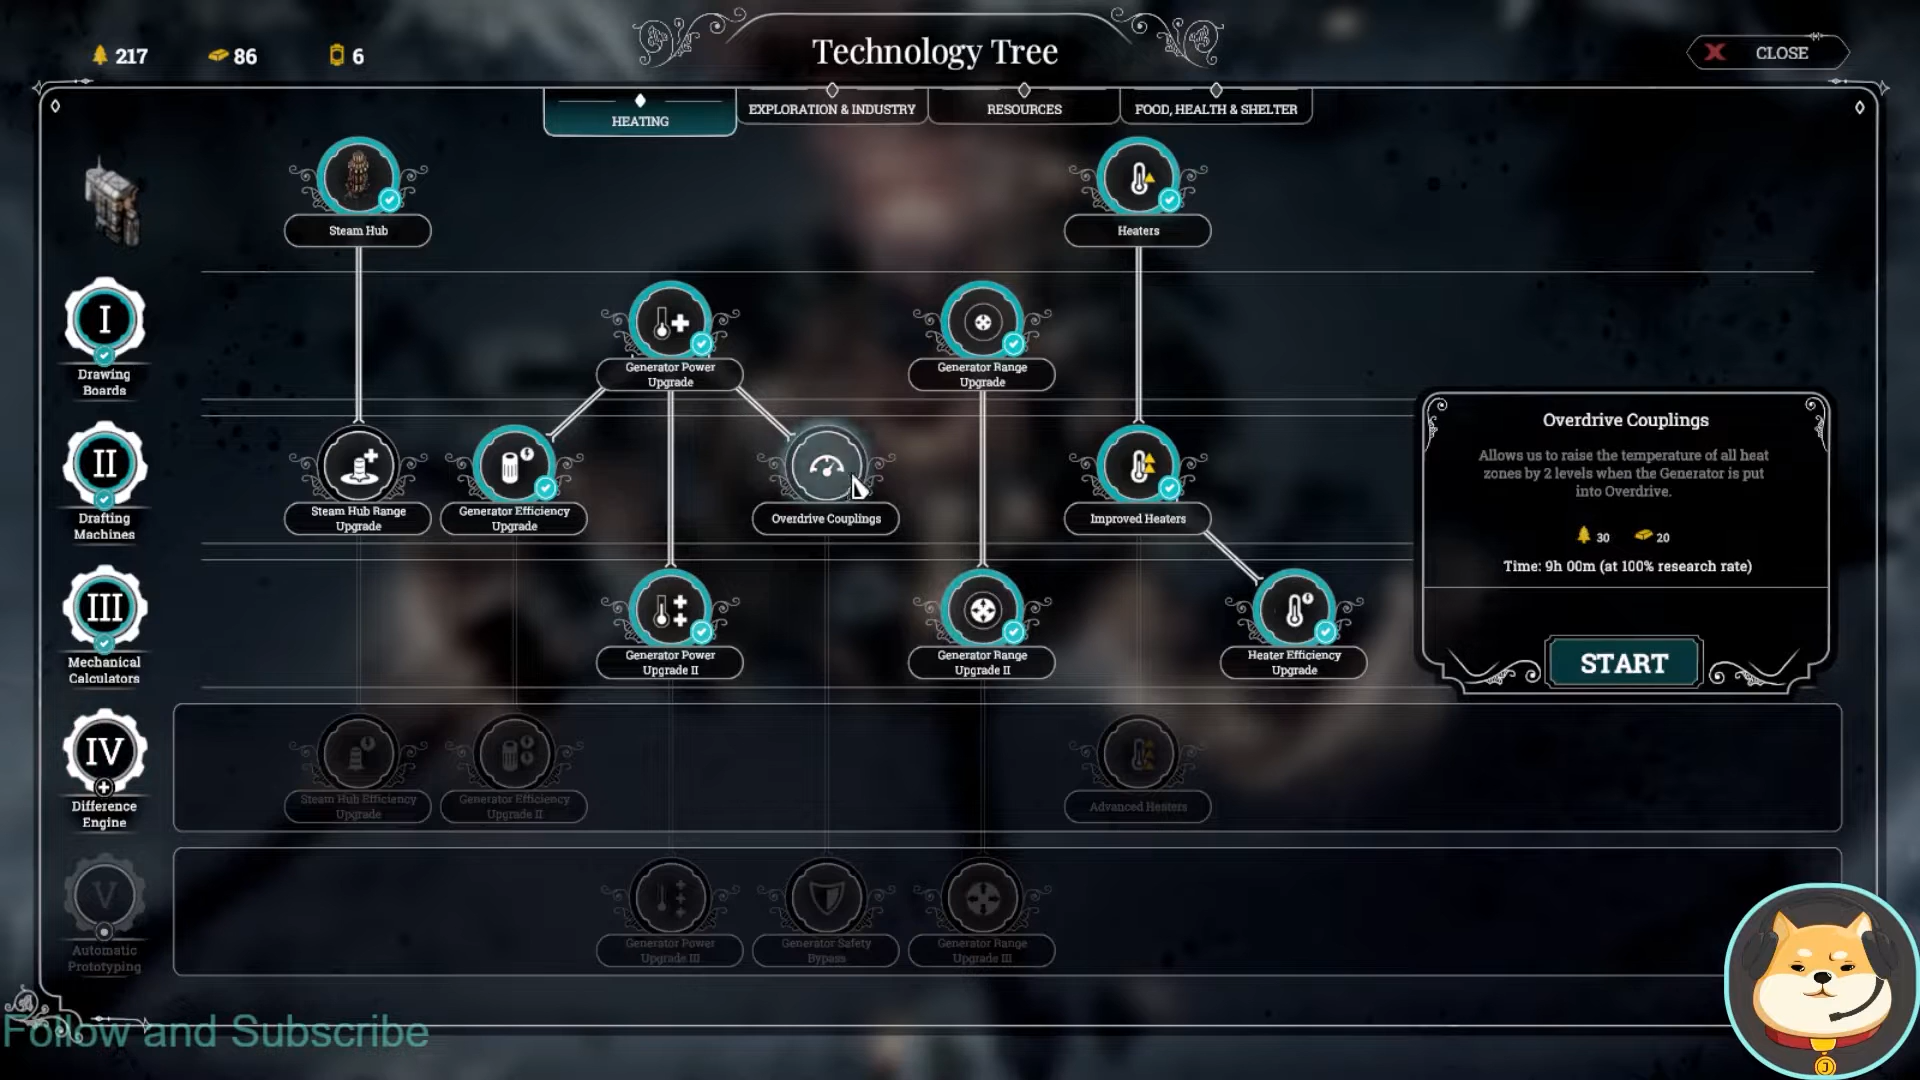 217 86 6
Technology Tree
CLOSE
HEATING
EXPLORATION & INDUSTRY
RESOURCES
FOOD, HEALTH & SHELTER
Steam Hub
Heaters
I
Drawing
Boards
Generator Power
Upgrade
Generator Range
Upgrade
II
Drafting
Machines
Steam Hub Range
Upgrade
Generator Efficiency
Upgrade
Overdrive Couplings
Improved Heaters
III
Mechanical
Calculators
Generator Power
Upgrade II
Generator Range
Upgrade II
Heater Efficiency
Upgrade
Overdrive Couplings
Allows us to raise the temperature of all heat
zones by 2 levels when the Generator is put
into Overdrive.
30 20
Time: 9h 00m (at 100% research rate)
START
IV
Difference
Engine
Steam Hub Efficiency
Upgrade
Generator Efficiency
Upgrade II
Advanced Heaters
V
Automatic
Prototyping
Generator Power
Upgrade III
Generator Safety
Bypass
Generator Range
Upgrade III
Follow and Subscribe
J